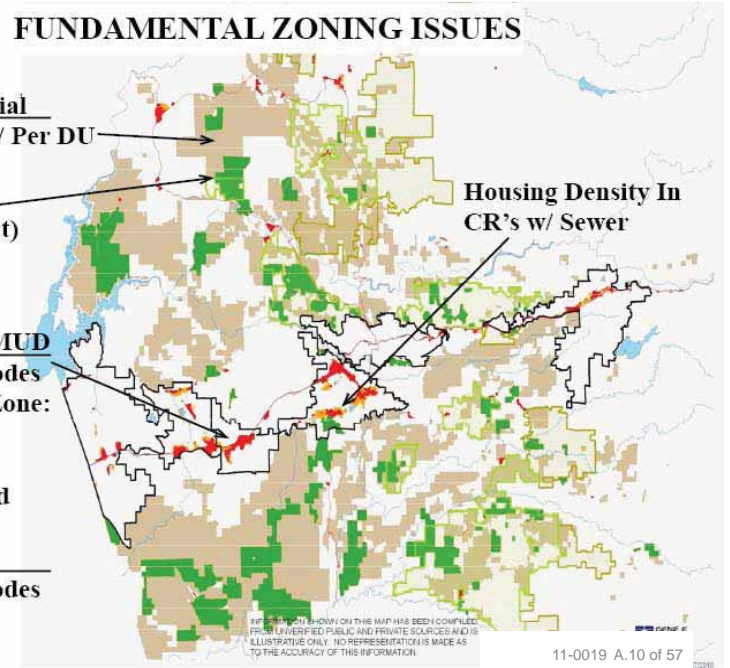 FUNDAMENTAL ZONING ISSUES
ial
/ Per DU
t)
Housing Density In
CR's w/ Sewer
MUD
odes
one:
d
odes
INFORMATION SHOWN ON THIS MAP HAS BEEN COMPILED
FROM UNVERIFIED PUBLIC AND PRIVATE SOURCES AND IS
ILLUSTRATIVE ONLY. NO REPRESENTATION IS MADE AS
TO THE ACCURACY OF THIS INFORMATION.
11-0019 A.10 of 57